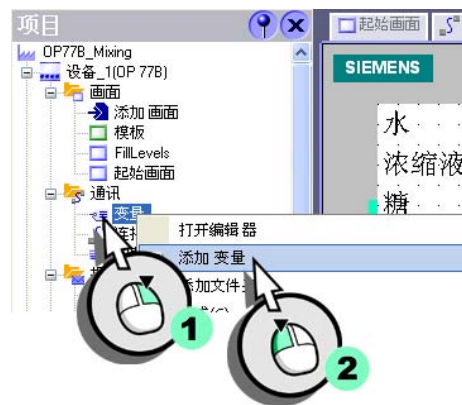 项目
起始画面
OP77B_Mixing
设备_1(OP 77B)
画面
添加 画面
模板
FillLevels
起始画面
通讯
变量
SIEMENS
水
浓缩液
糖
打开编辑器
添加 变量
添加文件
1
2